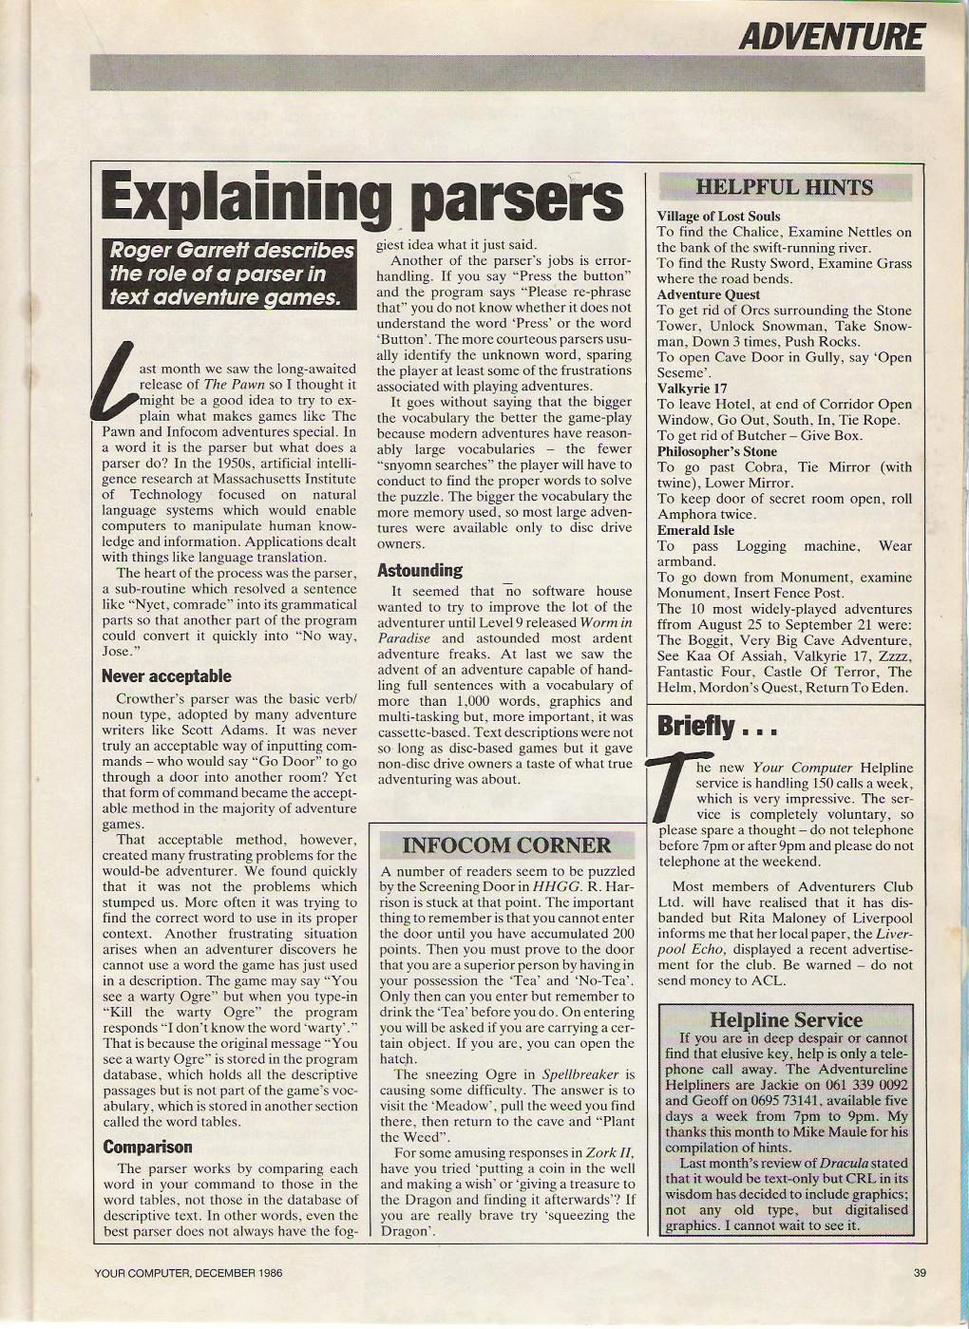 ADVENTURE
Explaining parsers
Roger Garrett describes
the role of a parser in
text adventure games.
Last month we saw the long-awaited
release of The Pawn so I thought it
might be a good idea to try to ex-
plain what makes games like The
Pawn and Infocom adventures special. In
a word it is the parser but what does a
parser do? In the 1950s, artificial intelli-
gence research at Massachusetts Institute
of Technology focused on natural
language systems which would enable
computers to manipulate human know-
ledge and information. Applications dealt
with things like language translation.
The heart of the process was the parser,
a sub-routine which resolved a sentence
like “Nyet, comrade” into its grammatical
parts so that another part of the program
could convert it quickly into “No way,
Jose.”
Never acceptable
Crowther's parser was the basic verb/
noun type, adopted by many adventure
writers like Scott Adams. It was never
truly an acceptable way of inputting com-
mands – who would say “Go Door” to go
through a door into another room? Yet
that form of command became the accept-
able method in the majority of adventure
games.
That acceptable method, however,
created many frustrating problems for the
would-be adventurer. We found quickly
that it was not the problems which
stumped us. More often it was trying to
find the correct word to use in its proper
context. Another frustrating situation
arises when an adventurer discovers he
cannot use a word the game has just used
in a description. The game may say “You
see a warty Ogre” but when you type-in
“Kill the warty Ogre” the program
responds “I don't know the word ‘warty’.”
That is because the original message “You
see a warty Ogre” is stored in the program
database, which holds all the descriptive
passages but is not part of the game's voc-
abulary, which is stored in another section
called the word tables.
Comparison
The parser works by comparing each
word in your command to those in the
word tables, not those in the database of
descriptive text. In other words, even the
best parser does not always have the fog-
giest idea what it just said.
Another of the parser's jobs is error-
handling. If you say “Press the button”
and the program says “Please re-phrase
that” you do not know whether it does not
understand the word ‘Press’ or the word
‘Button’. The more courteous parsers usu-
ally identify the unknown word, sparing
the player at least some of the frustrations
associated with playing adventures.
It goes without saying that the bigger
the vocabulary the better the game-play
because modern adventures have reason-
ably large vocabularies – the fewer
“snyomn searches” the player will have to
conduct to find the proper words to solve
the puzzle. The bigger the vocabulary the
more memory used, so most large adven-
tures were available only to disc drive
owners.
Astounding
It seemed that no software house
wanted to try to improve the lot of the
adventurer until Level 9 released Worm in
Paradise and astounded most ardent
adventure freaks. At last we saw the
advent of an adventure capable of hand-
ling full sentences with a vocabulary of
more than 1,000 words, graphics and
multi-tasking but, more important, it was
cassette-based. Text descriptions were not
so long as disc-based games but it gave
non-disc drive owners a taste of what true
adventuring was about.
INFOCOM CORNER
A number of readers seem to be puzzled
by the Screening Door in HHGG. R. Har-
rison is stuck at that point. The important
thing to remember is that you cannot enter
the door until you have accumulated 200
points. Then you must prove to the door
that you are a superior person by having in
your possession the ‘Tea’ and ‘No-Tea’.
Only then can you enter but remember to
drink the ‘Tea’ before you do. On entering
you will be asked if you are carrying a cer-
tain object. If you are, you can open the
hatch.
The sneezing Ogre in Spellbreaker is
causing some difficulty. The answer is to
visit the ‘Meadow’, pull the weed you find
there, then return to the cave and “Plant
the Weed”.
For some amusing responses in Zork II,
have you tried ‘putting a coin in the well
and making a wish’ or ‘giving a treasure to
the Dragon and finding it afterwards’? If
you are really brave try ‘squeezing the
Dragon’.
HELPFUL HINTS
Village of Lost Souls
To find the Chalice, Examine Nettles on
the bank of the swift-running river.
To find the Rusty Sword, Examine Grass
where the road bends.
Adventure Quest
To get rid of Orcs surrounding the Stone
Tower, Unlock Snowman, Take Snow-
man, Down 3 times, Push Rocks.
To open Cave Door in Gully, say ‘Open
Seseme’.
Valkyrie 17
To leave Hotel, at end of Corridor Open
Window, Go Out, South, In, Tie Rope.
To get rid of Butcher – Give Box.
Philosopher's Stone
To go past Cobra, Tie Mirror (with
twine), Lower Mirror.
To keep door of secret room open, roll
Amphora twice.
Emerald Isle
To pass Logging machine, Wear
armband.
To go down from Monument, examine
Monument, Insert Fence Post.
The 10 most widely-played adventures
ffrom August 25 to September 21 were:
The Boggit, Very Big Cave Adventure,
See Kaa Of Assiah, Valkyrie 17, Zzzz,
Fantastic Four, Castle Of Terror, The
Helm, Mordon's Quest, Return To Eden.
Briefly . . .
The new Your Computer Helpline
service is handling 150 calls a week,
which is very impressive. The ser-
vice is completely voluntary, so
please spare a thought – do not telephone
before 7pm or after 9pm and please do not
telephone at the weekend.
Most members of Adventurers Club
Ltd. will have realised that it has dis-
banded but Rita Maloney of Liverpool
informs me that her local paper, the Liver-
pool Echo, displayed a recent advertise-
ment for the club. Be warned – do not
send money to ACL.
Helpline Service
If you are in deep despair or cannot
find that elusive key, help is only a tele-
phone call away. The Adventureline
Helpliners are Jackie on 061 339 0092
and Geoff on 0695 73141, available five
days a week from 7pm to 9pm. My
thanks this month to Mike Maule for his
compilation of hints.
Last month's review of Dracula stated
that it would be text-only but CRL in its
wisdom has decided to include graphics;
not any old type, but digitalised
graphics. I cannot wait to see it.
YOUR COMPUTER, DECEMBER 1986
39